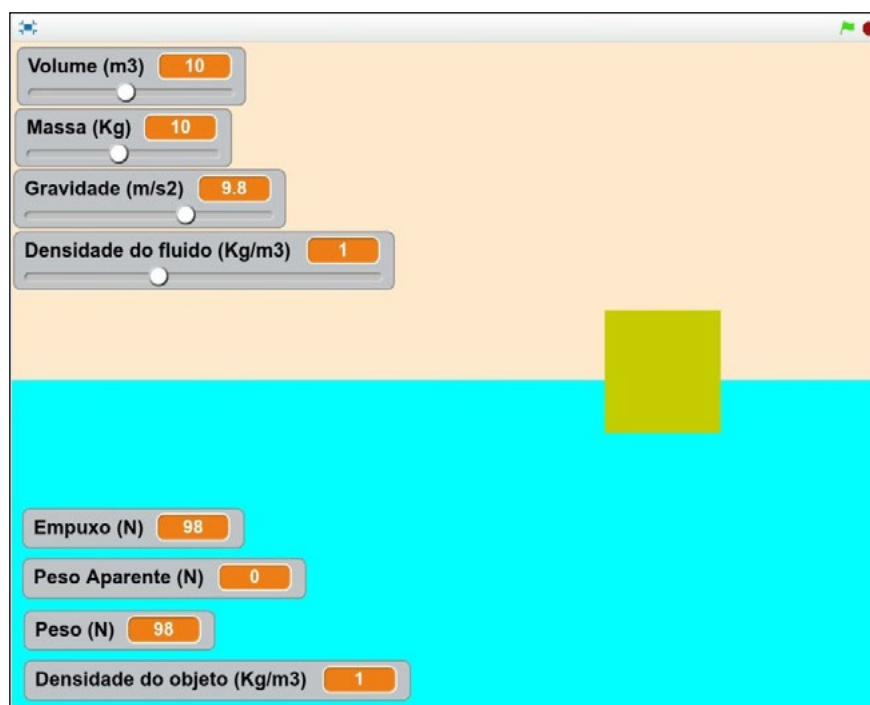 Volume (m3) 10
Massa (Kg) 10
Gravidade (m/s2) 9.8
Densidade do fluido (Kg/m3) 1
Empuxo (N) 98
Peso Aparente (N) 0
Peso (N) 98
Densidade do objeto (Kg/m3) 1